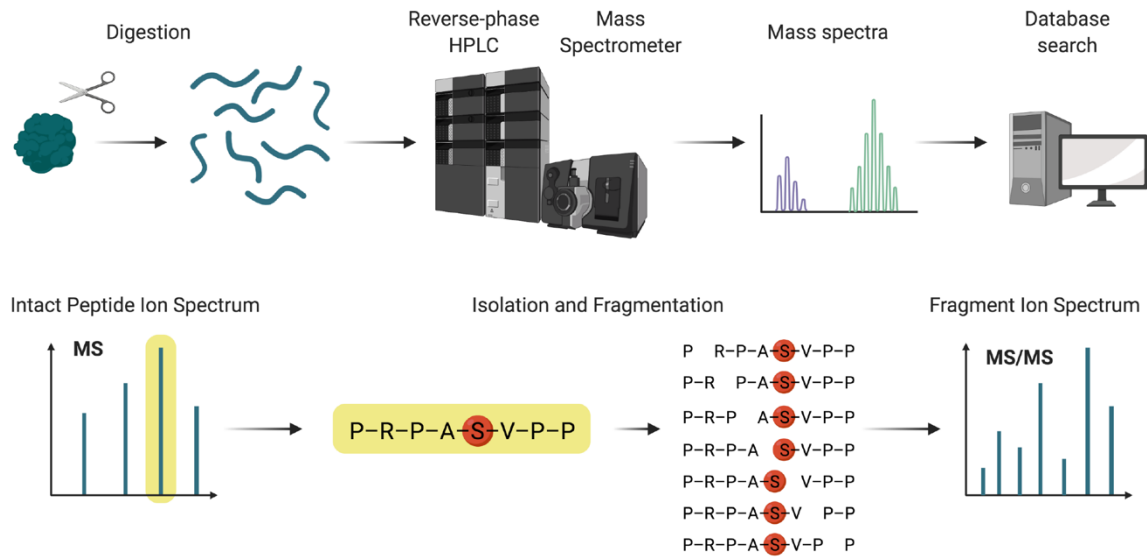 Digestion
Reverse-phase
HPLC
Mass
Spectrometer
Mass spectra
Database
search
Intact Peptide Ion Spectrum
Isolation and Fragmentation
Fragment Ion Spectrum
MS
P-R-P-A-S-V-P-P
P R-P-A-S-V-P-P
P-R P-A-S-V-P-P
P-R-P A-S-V-P-P
P-R-P-A S-V-P-P
P-R-P-A-S V-P-P
P-R-P-A-S-V P-P
P-R-P-A-S-V-P P
MS/MS